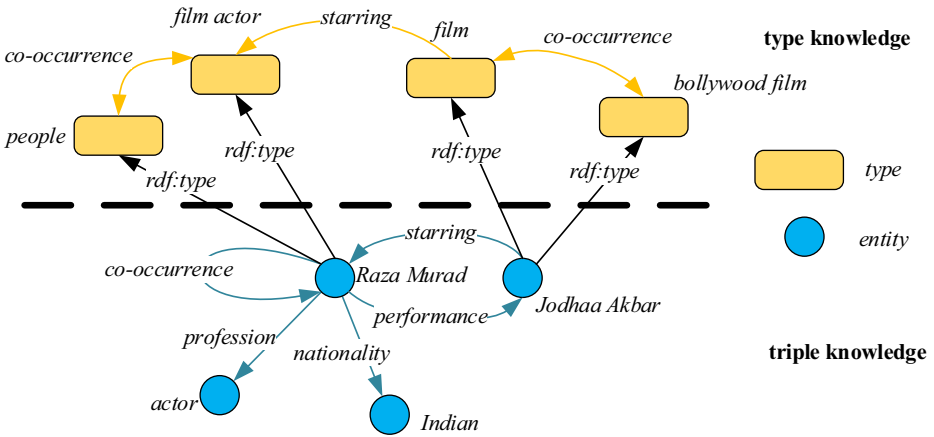 film actor
starring
film
co-occurrence
type knowledge
co-occurrence
bollywood film
people
rdf:type
rdf:type
rdf:type
rdf:type
type
starring
entity
co-occurrence
Raza Murad
Jodhaa Akbar
performance
profession
nationality
triple knowledge
actor
Indian